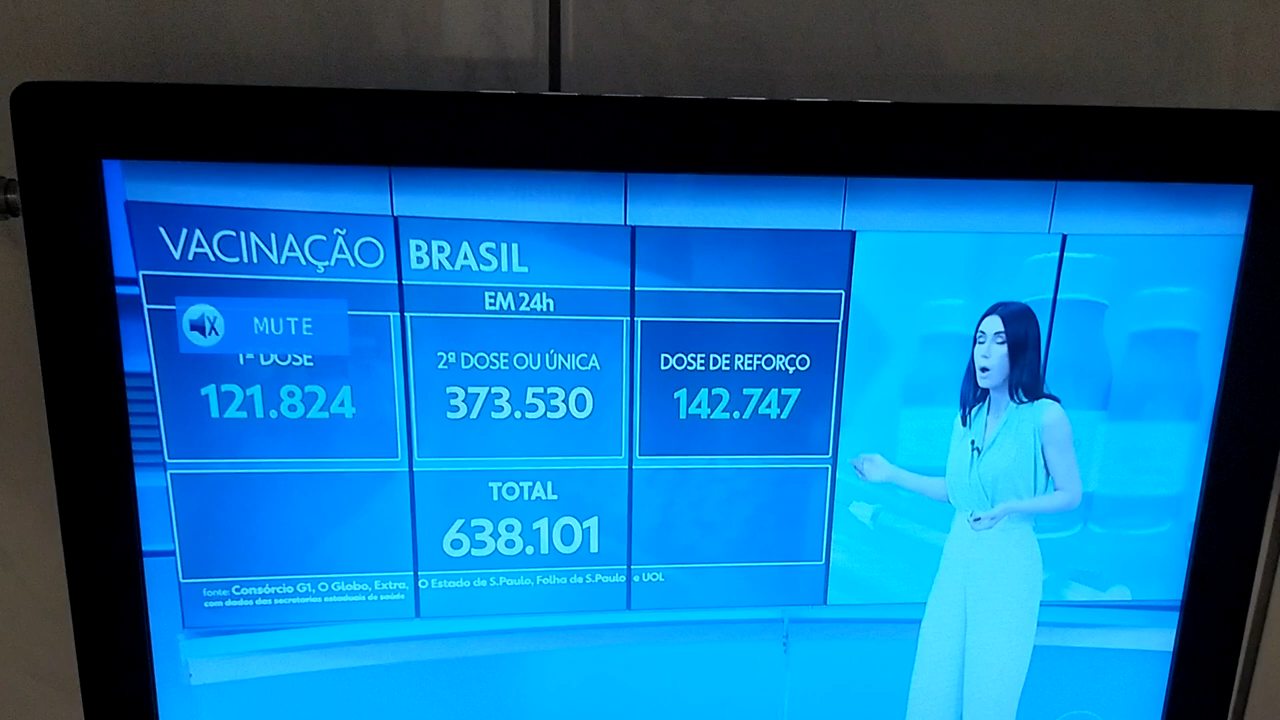 VACINAÇÃO BRASIL
EM 24h
MUTE
1ª DOSE
121.824
2ª DOSE OU ÚNICA
373.530
DOSE DE REFORÇO
142.747
TOTAL
638.101
fonte: Consórcio G1, O Globo, Extra, O Estado de S.Paulo, Folha de S.Paulo e UOL
com dados das secretarias estaduais de saúde